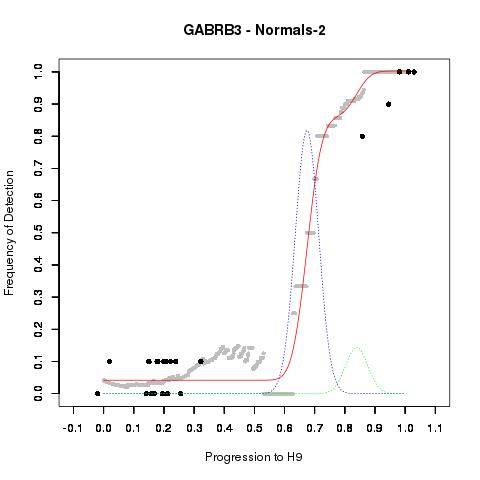 GABRB3 - Normals-2
Frequency of Detection
1.0
0.9
0.8
0.7
0.6
0.5
0.4
0.3
0.2
0.1
0.0
-0.1 0.0 0.1 0.2 0.3 0.4 0.5 0.6 0.7 0.8 0.9 1.0 1.1
Progression to H9